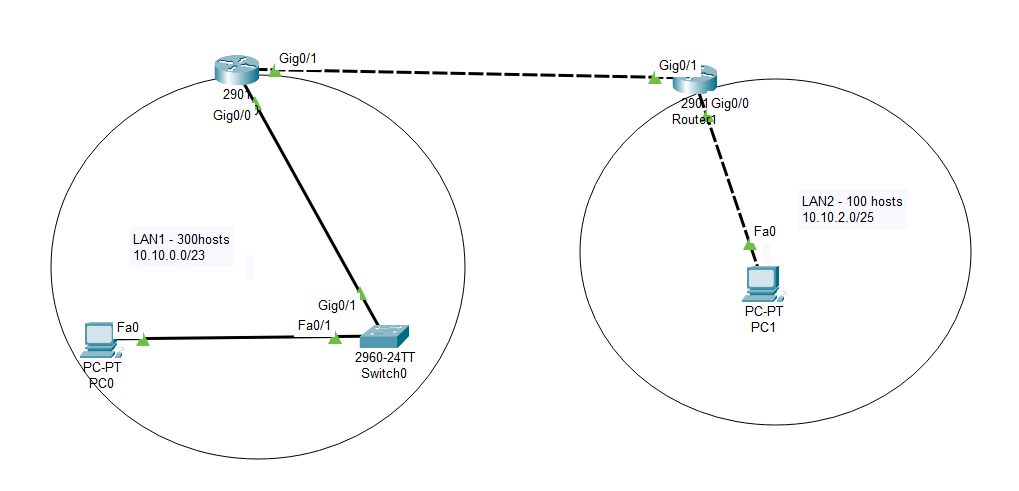 Gig0/1
2901
Gig0/0
LAN1 - 300hosts
10.10.0.0/23
Gig0/1
Fa0/1
Fa0
PC-PT
PC0
2960-24TT
Switch0
Gig0/1
2901
Gig0/0
Router1
LAN2 - 100 hosts
10.10.2.0/25
Fa0
PC-PT
PC1